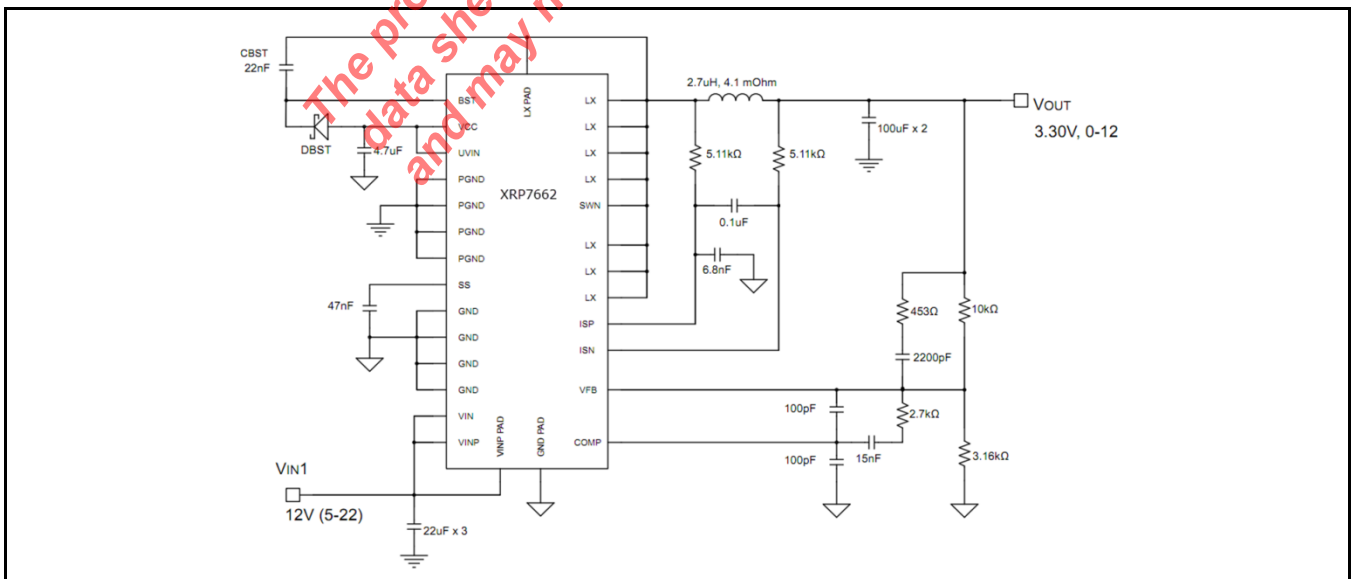 The pro
data she
and may n
CBST
22nF
DBST
4.7uF
47nF
VIN1
12V (5-22)
22uF x 3
LX PAD
BST
VCC
UVIN
PGND
PGND
PGND
PGND
SS
GND
GND
GND
GND
VIN
VINP
VINP PAD
GND PAD
XRP7662
LX
LX
LX
LX
SWN
LX
LX
LX
ISP
ISN
VFB
COMP
2.7uH, 4.1 mOhm
5.11kΩ
5.11kΩ
0.1uF
6.8nF
100uF x 2
VOUT
3.30V, 0-12
453Ω
10kΩ
2200pF
100pF
2.7kΩ
100pF
15nF
3.16kΩ